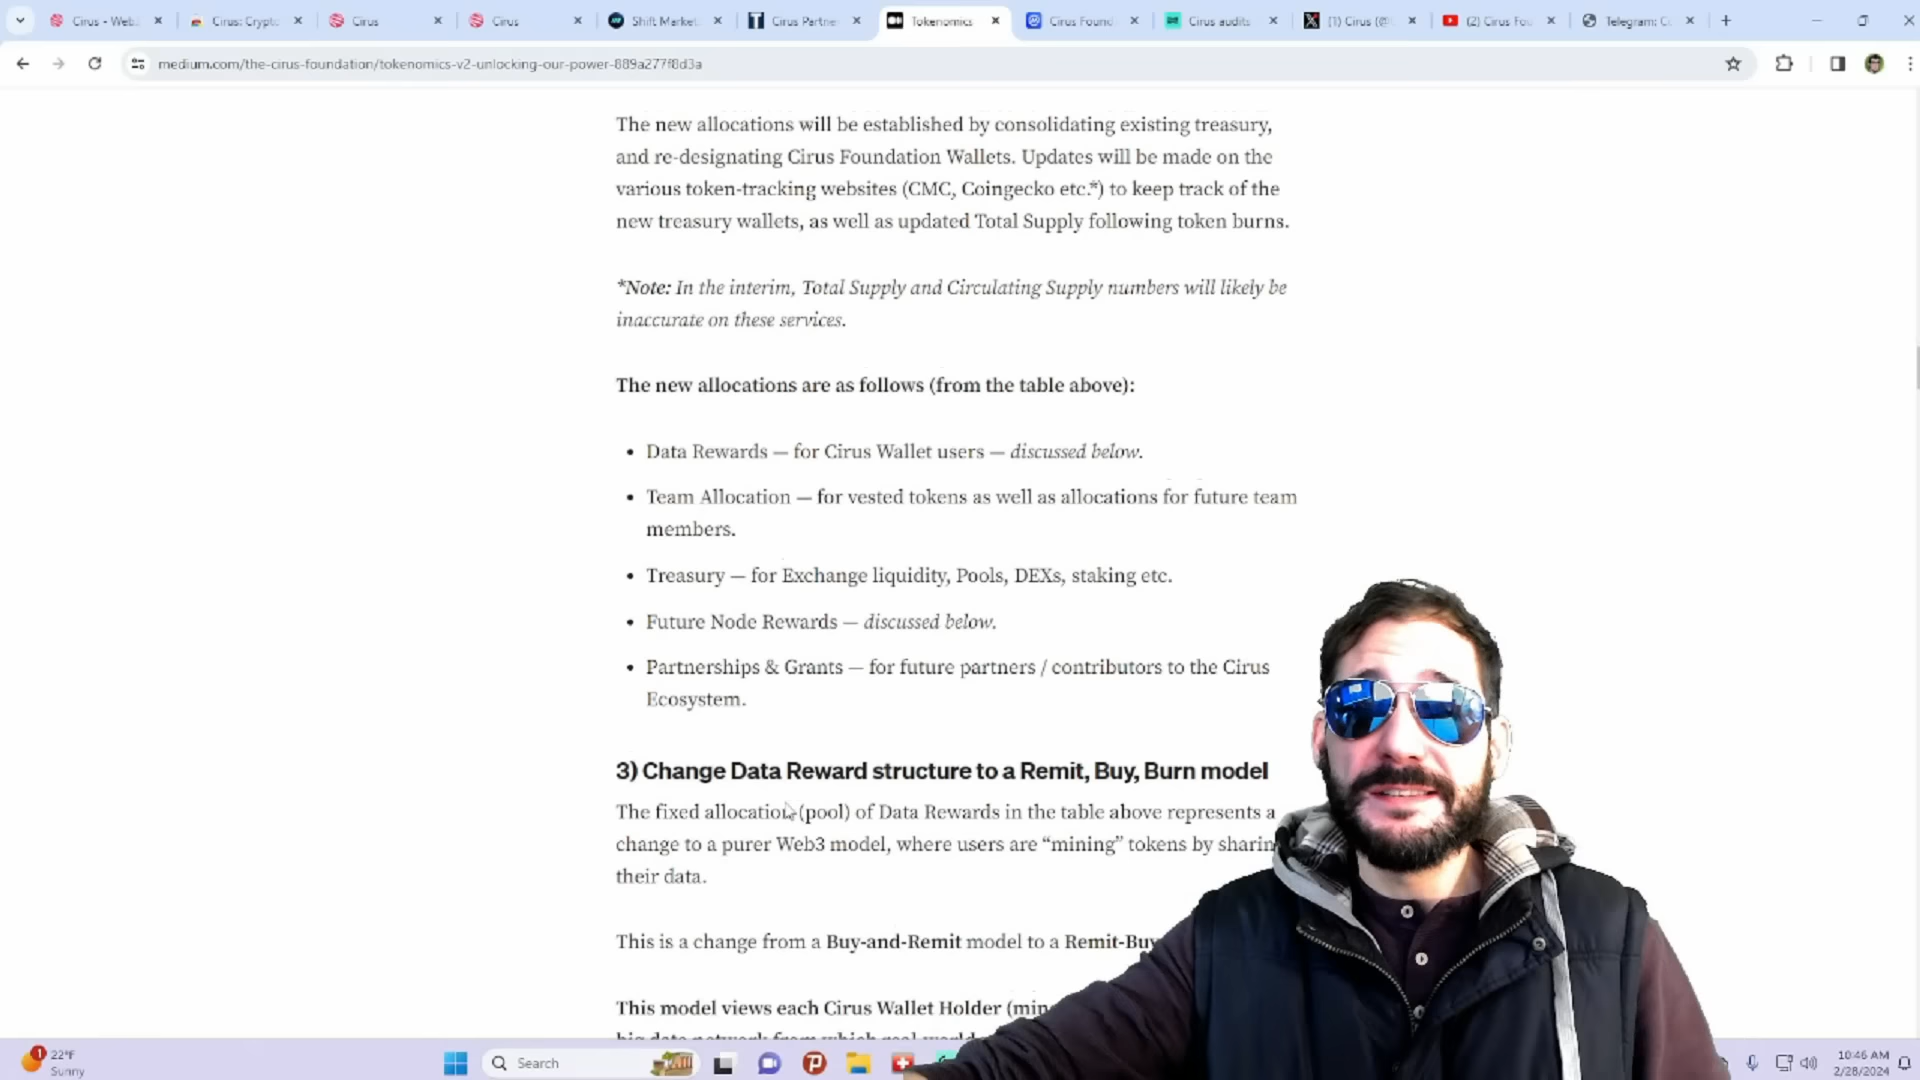 Cirus - Web
Cirus: Crypt
Cirus
Cirus
Shift Market
Cirus Partne
Tokenomics
Cirus Found
Cirus audits
(1) Cirus (@
(2) Cirus Fou
Telegram: C
medium.com/the-cirus-foundation/tokenomics-v2-unlocking-our-power-889a277f8d3a
The new allocations will be established by consolidating existing treasury,
and re-designating Cirus Foundation Wallets. Updates will be made on the
various token-tracking websites (CMC, Coingecko etc.*) to keep track of the
new treasury wallets, as well as updated Total Supply following token burns.
*Note: In the interim, Total Supply and Circulating Supply numbers will likely be
inaccurate on these services.
The new allocations are as follows (from the table above):
• Data Rewards — for Cirus Wallet users — discussed below.
• Team Allocation — for vested tokens as well as allocations for future team
members.
• Treasury — for Exchange liquidity, Pools, DEXs, staking etc.
• Future Node Rewards — discussed below.
• Partnerships & Grants — for future partners / contributors to the Cirus
Ecosystem.
3) Change Data Reward structure to a Remit, Buy, Burn model
The fixed allocation (pool) of Data Rewards in the table above represents a
change to a purer Web3 model, where users are “mining” tokens by sharin
their data.
This is a change from a Buy-and-Remit model to a Remit-Buy
This model views each Cirus Wallet Holder (min
1
22°F
Sunny
Search
10:46 AM
2/28/2024